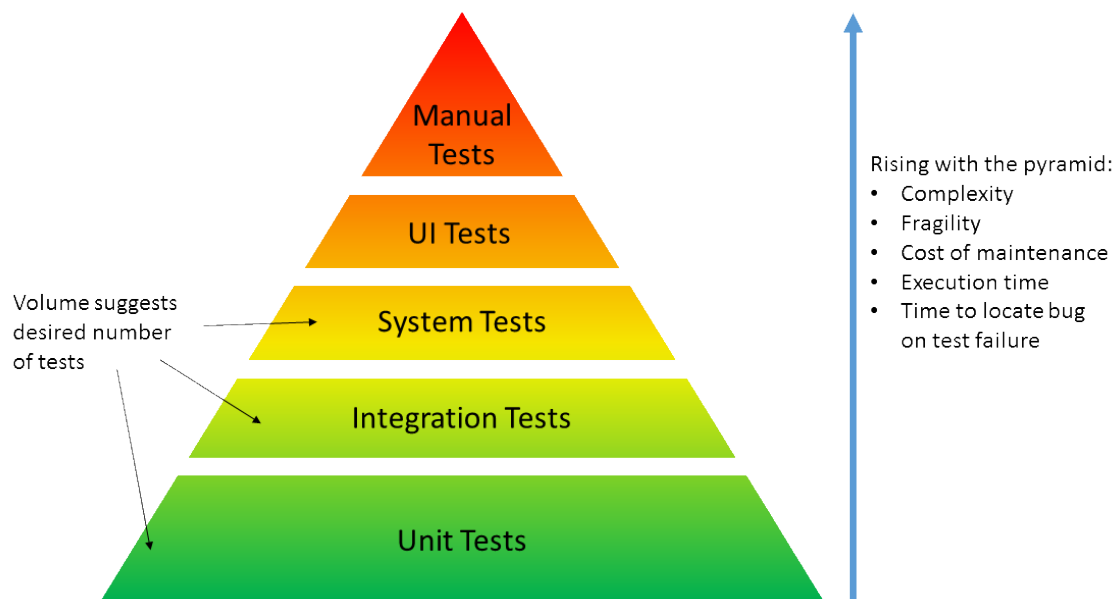 Manual
Tests
UI Tests
System Tests
Integration Tests
Unit Tests
Volume suggests
desired number
of tests
Rising with the pyramid:
• Complexity
• Fragility
• Cost of maintenance
• Execution time
• Time to locate bug
on test failure